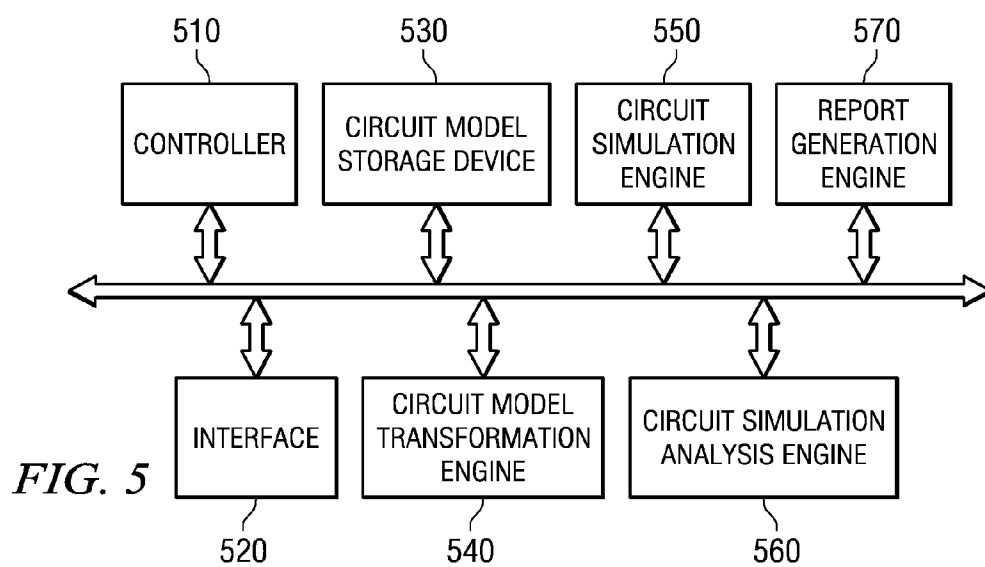 510
530
550
570
CONTROLLER
CIRCUIT MODEL
STORAGE DEVICE
CIRCUIT
SIMULATION
ENGINE
REPORT
GENERATION
ENGINE
INTERFACE
CIRCUIT MODEL
TRANSFORMATION
ENGINE
CIRCUIT SIMULATION
ANALYSIS ENGINE
FIG. 5
520
540
560